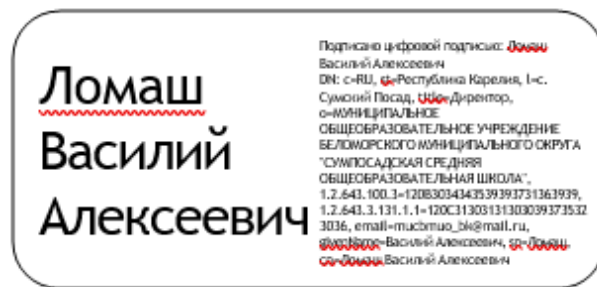 Ломаш
Василий
Алексеевич
Подписано цифровой подписью: Ломаш
Василий Алексеевич
DN: c=RU, st=Республика Карелия, l=с.
Сумский Посад, title=Директор,
o=МУНИЦИПАЛЬНОЕ
ОБЩЕОБРАЗОВАТЕЛЬНОЕ УЧРЕЖДЕНИЕ
БЕЛОМОРСКОГО МУНИЦИПАЛЬНОГО ОКРУГА
"СУМПОСАДСКАЯ СРЕДНЯЯ
ОБЩЕОБРАЗОВАТЕЛЬНАЯ ШКОЛА",
1.2.643.100.3=120B3034343539393731363939,
1.2.643.3.131.1.1=120C31303131303039373532
3036, email=mucbmuo_bk@mail.ru,
givenName=Василий Алексеевич, sn=Ломаш,
cn=Ломаш Василий Алексеевич